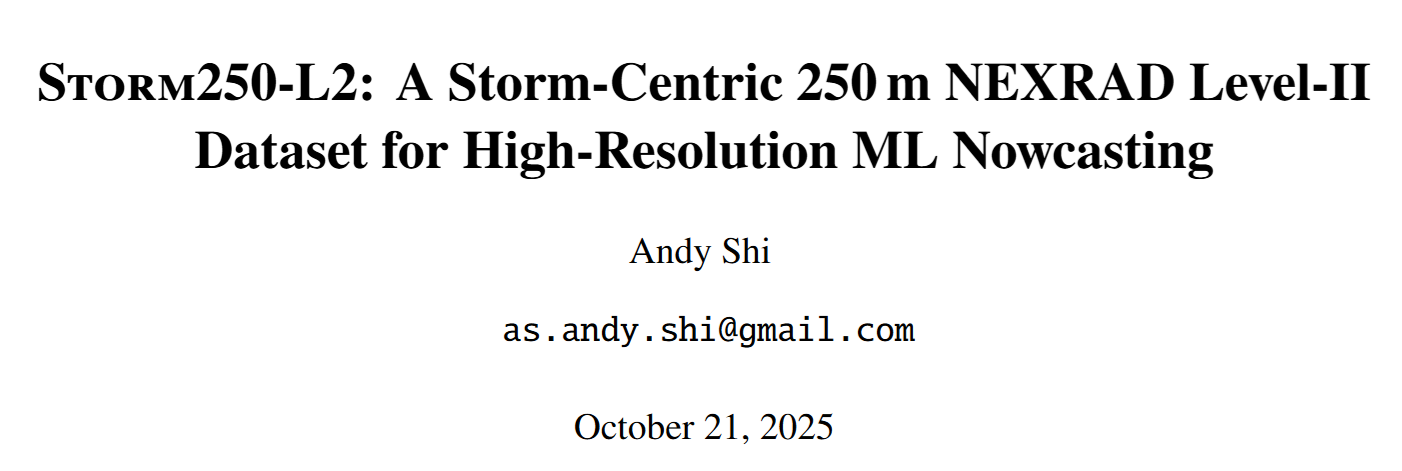 STORM250-L2: A Storm-Centric 250 m NEXRAD Level-II
Dataset for High-Resolution ML Nowcasting
Andy Shi
as.andy.shi@gmail.com
October 21, 2025